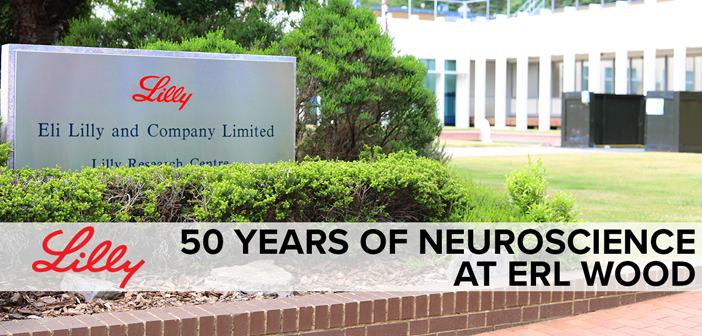 Lilly
Eli Lilly and Company Limited
Lilly Research Centre
Lilly
50 YEARS OF NEUROSCIENCE
AT ERL WOOD